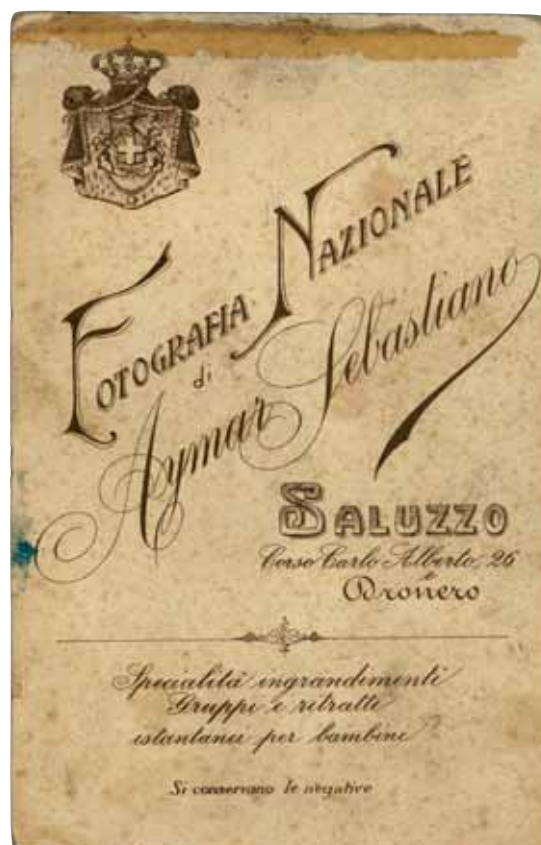 FOTOGRAFIA NAZIONALE
di
Aymar Sebastiano
SALUZZO
Corso Carlo Alberto, 26
e
Dronero
Specialità ingrandimenti
Gruppi e ritratti
istantanei per bambini
Si conservano le negative